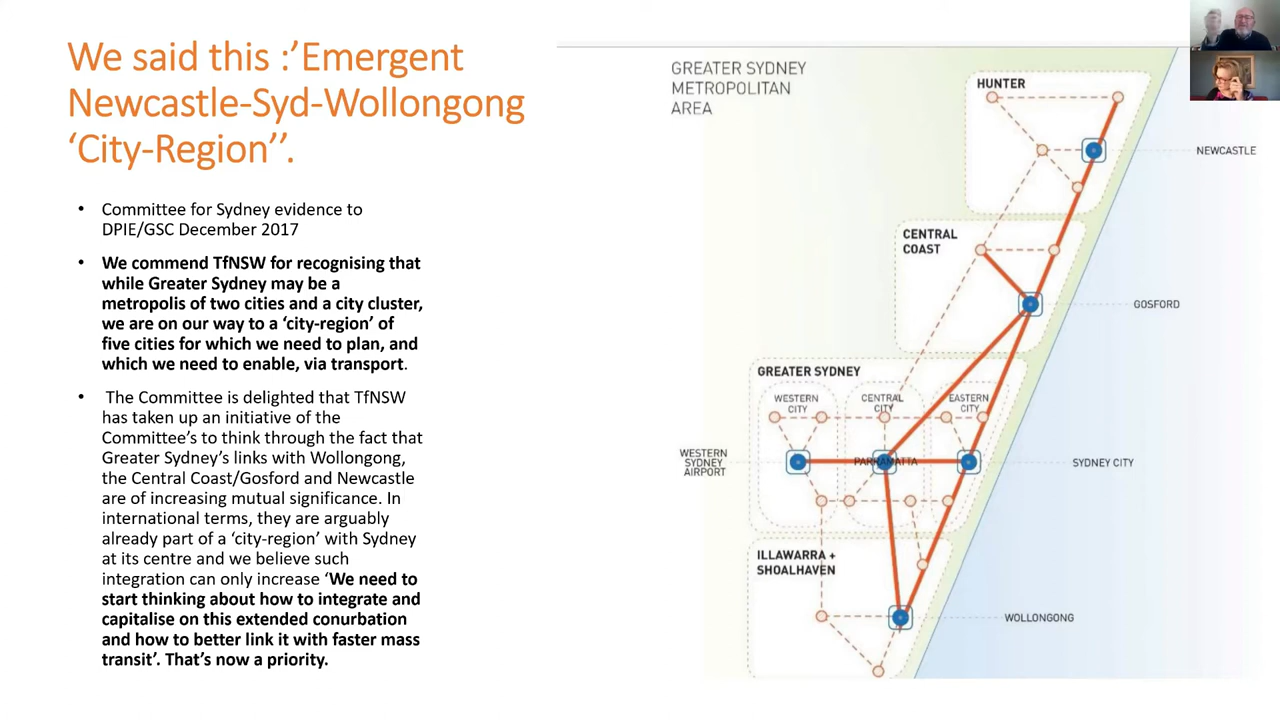 We said this :’Emergent
Newcastle-Syd-Wollongong
‘City-Region’’.
• Committee for Sydney evidence to
DPIE/GSC December 2017
• We commend TfNSW for recognising that
while Greater Sydney may be a
metropolis of two cities and a city cluster,
we are on our way to a ‘city-region’ of
five cities for which we need to plan, and
which we need to enable, via transport.
• The Committee is delighted that TfNSW
has taken up an initiative of the
Committee’s to think through the fact that
Greater Sydney’s links with Wollongong,
the Central Coast/Gosford and Newcastle
are of increasing mutual significance. In
international terms, they are arguably
already part of a ‘city-region’ with Sydney
at its centre and we believe such
integration can only increase ‘We need to
start thinking about how to integrate and
capitalise on this extended conurbation
and how to better link it with faster mass
transit’. That’s now a priority.
GREATER SYDNEY
METROPOLITAN
AREA
HUNTER
NEWCASTLE
CENTRAL
COAST
GOSFORD
GREATER SYDNEY
WESTERN
CITY
CENTRAL
CITY
EASTERN
CITY
WESTERN
SYDNEY
AIRPORT
PARRAMATTA
SYDNEY CITY
ILLAWARRA +
SHOALHAVEN
WOLLONGONG